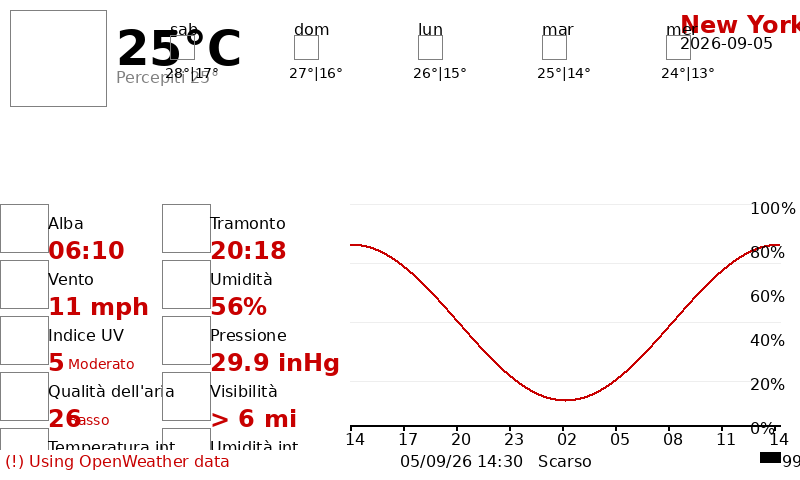 New York
2026-09-05
25°C
Percepiti 25°
sab dom lun mar mer
28°|17° 27°|16° 26°|15° 25°|14° 24°|13°
Alba Tramonto
06:10 20:18
Vento Umidità
11 mph 56%
Indice UV Pressione
5 Moderato 29.9 inHg
Qualità dell'aria Visibilità
26 Basso > 6 mi
Temperatura int Umidità int
100%
80%
60%
40%
20%
0%
14 17 20 23 02 05 08 11 14
(!) Using OpenWeather data 05/09/26 14:30 Scarso 99